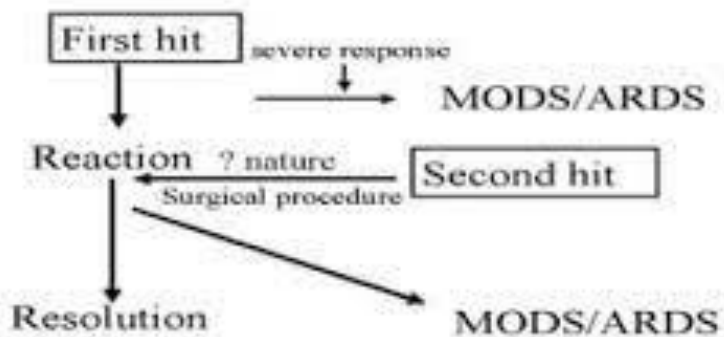 First hit
severe response
MODS/ARDS
Reaction ? nature
Second hit
Surgical procedure
Resolution
MODS/ARDS